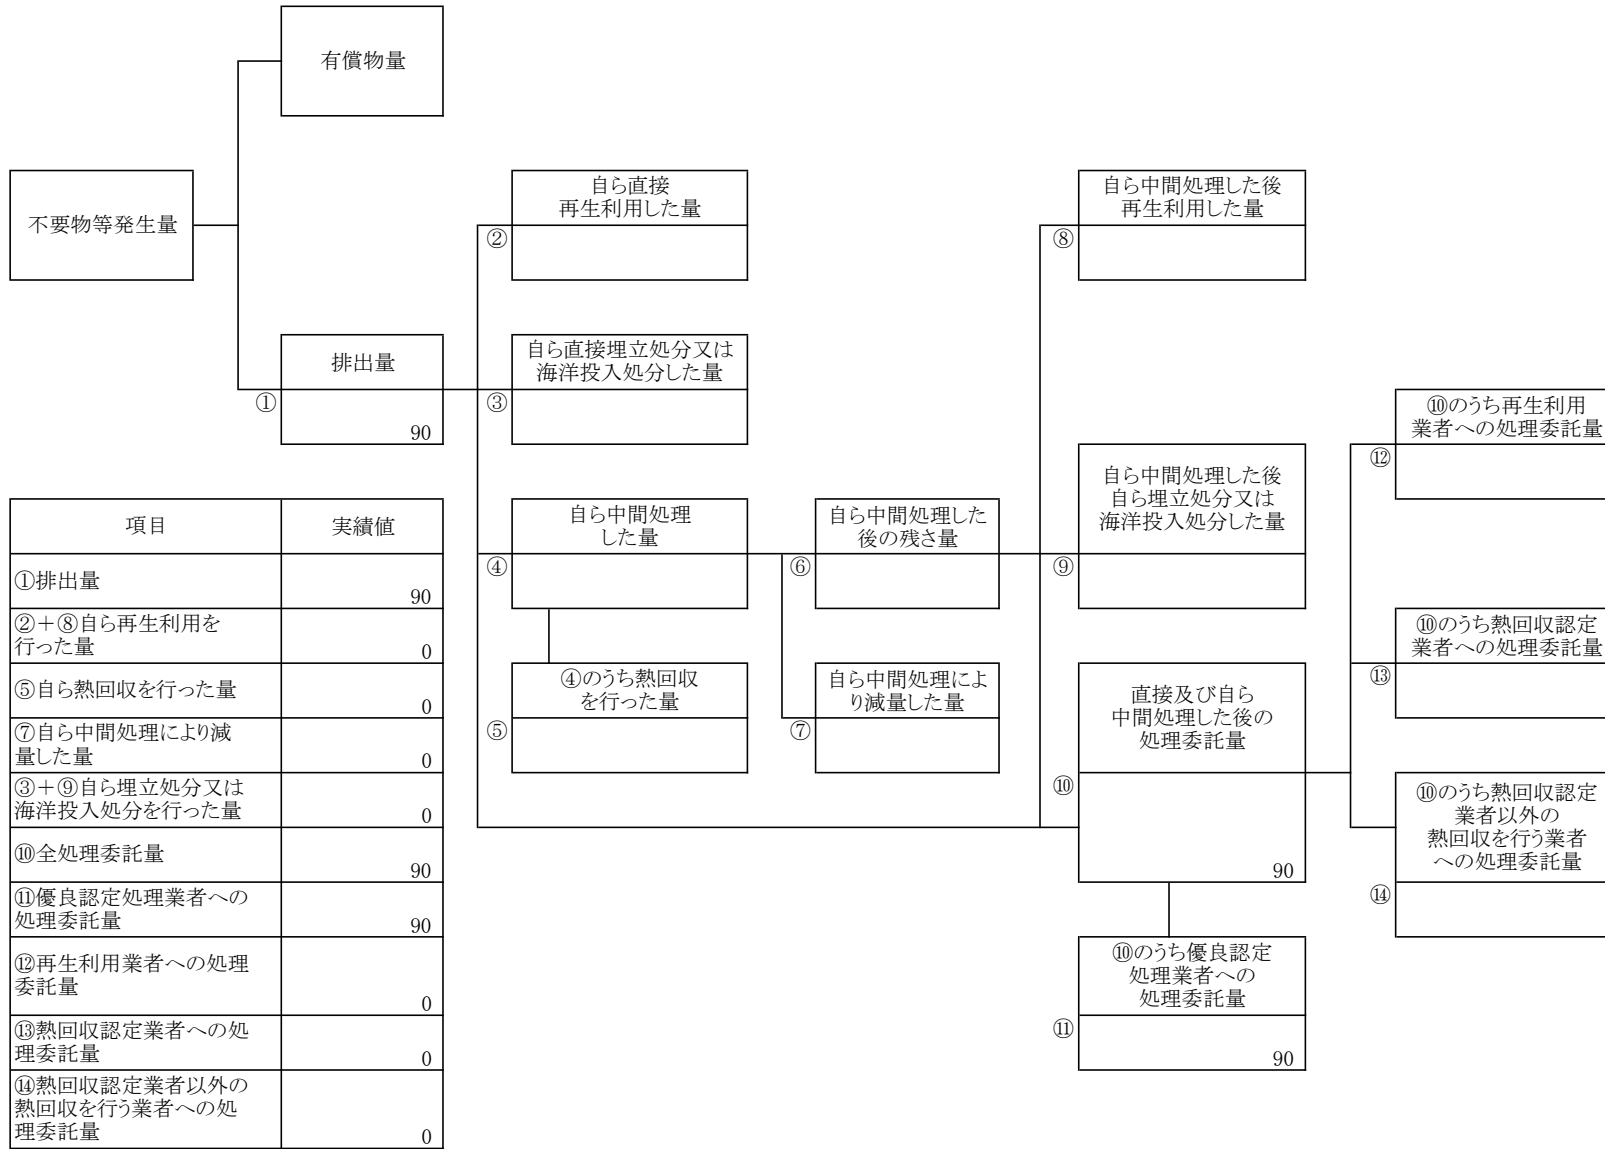 有償物量
不要物等発生量
自ら直接
再生利用した量
②
自ら中間処理した後
再生利用した量
⑧
排出量
①
90
自ら直接埋立処分又は
海洋投入処分した量
③
⑩のうち再生利用
業者への処理委託量
⑫
自ら中間処理した後
自ら埋立処分又は
海洋投入処分した量
⑨
自ら中間処理
した量
④
自ら中間処理した
後の残さ量
⑥
④のうち熱回収
を行った量
⑤
自ら中間処理によ
り減量した量
⑦
直接及び自ら
中間処理した後の
処理委託量
⑩
90
⑩のうち熱回収認定
業者への処理委託量
⑬
⑩のうち熱回収認定
業者以外の
熱回収を行う業者
への処理委託量
⑭
⑩のうち優良認定
処理業者への
処理委託量
⑪
90
項目
実績値
①排出量
90
②＋⑧自ら再生利用を
行った量
0
⑤自ら熱回収を行った量
0
⑦自ら中間処理により減
量した量
0
③＋⑨自ら埋立処分又は
海洋投入処分を行った量
0
⑩全処理委託量
90
⑪優良認定処理業者への
処理委託量
90
⑫再生利用業者への処理
委託量
0
⑬熱回収認定業者への処
理委託量
0
⑭熱回収認定業者以外の
熱回収を行う業者への処
理委託量
0